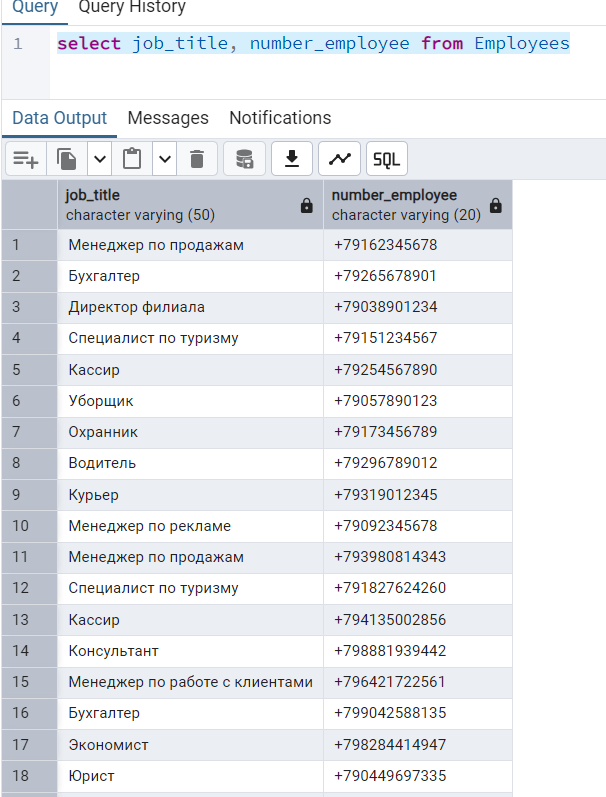 Query Query History
1 select job_title, number_employee from Employees
Data Output Messages Notifications
SQL
job_title number_employee
character varying (50) character varying (20)
1 Менеджер по продажам +79162345678
2 Бухгалтер +79265678901
3 Директор филиала +79038901234
4 Специалист по туризму +79151234567
5 Кассир +79254567890
6 Уборщик +79057890123
7 Охранник +79173456789
8 Водитель +79296789012
9 Курьер +79319012345
10 Менеджер по рекламе +79092345678
11 Менеджер по продажам +793980814343
12 Специалист по туризму +791827624260
13 Кассир +794135002856
14 Консультант +798881939442
15 Менеджер по работе с клиентами +796421722561
16 Бухгалтер +799042588135
17 Экономист +798284414947
18 Юрист +790449697335